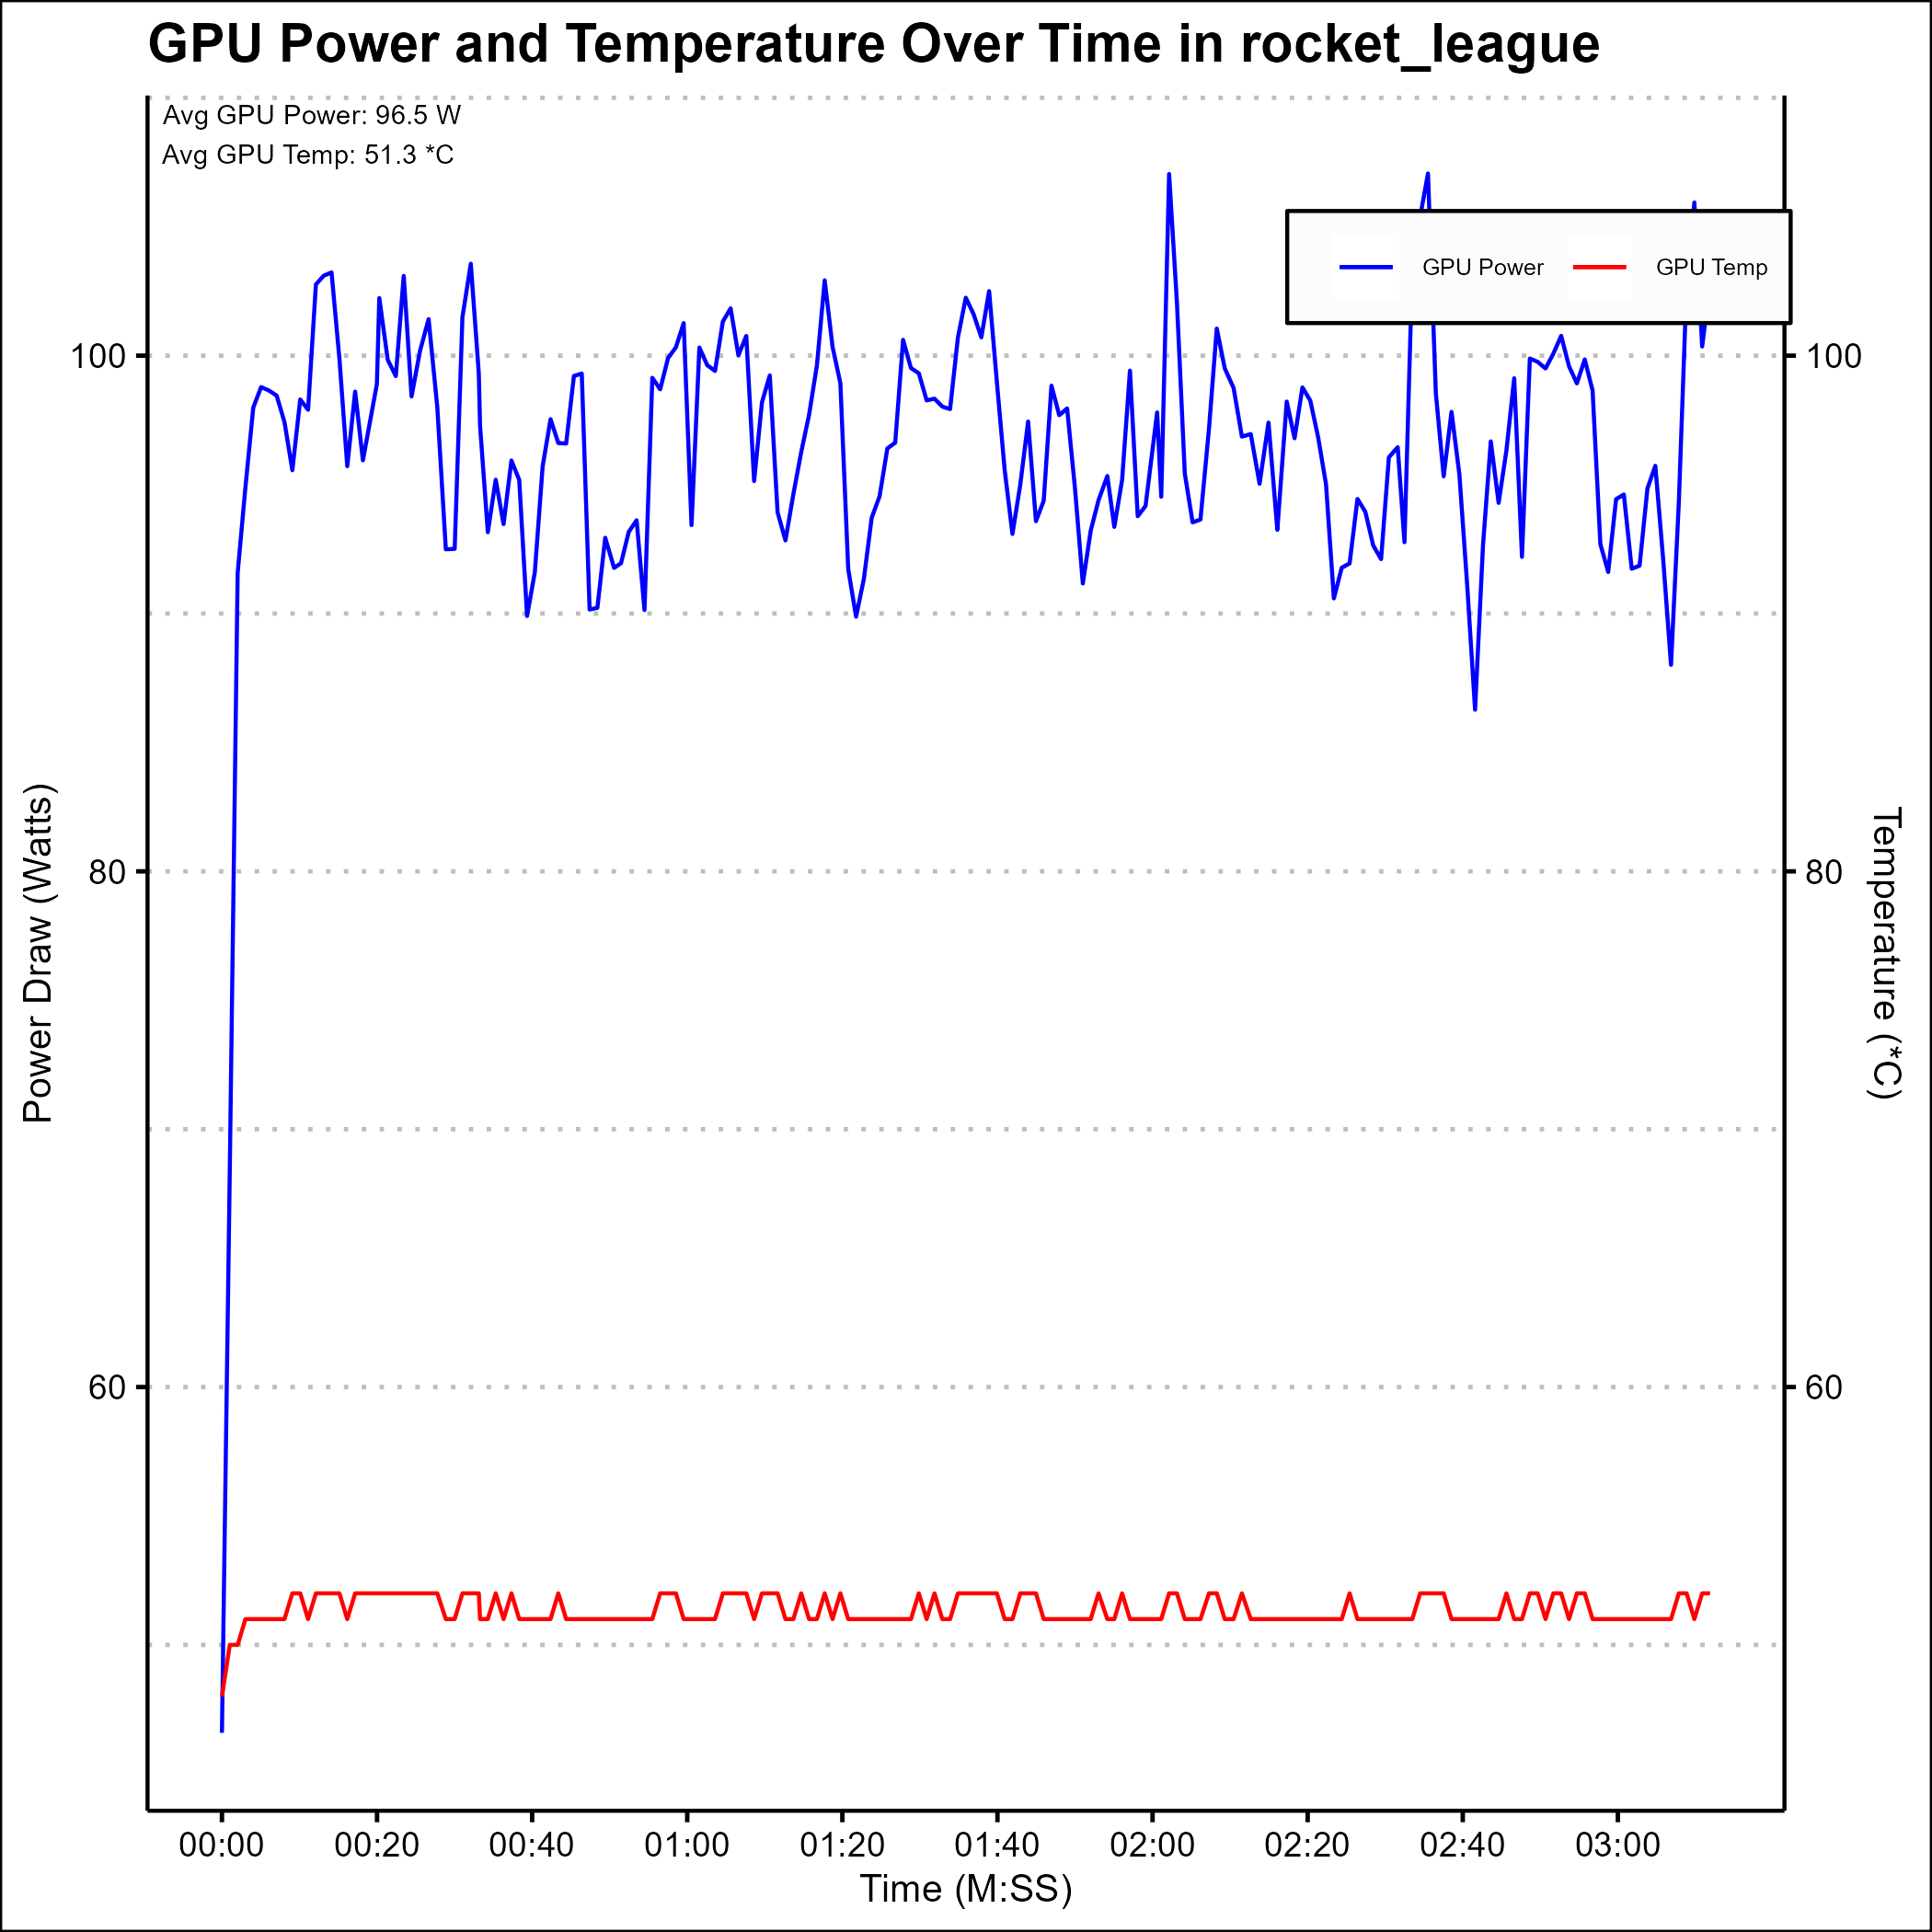 GPU Power and Temperature Over Time in rocket_league
Avg GPU Power: 96.5 W
Avg GPU Temp: 51.3 *C
GPU Power
GPU Temp
100
80
60
Power Draw (Watts)
100
80
60
Temperature (*C)
00:00 00:20 00:40 01:00 01:20 01:40 02:00 02:20 02:40 03:00
Time (M:SS)